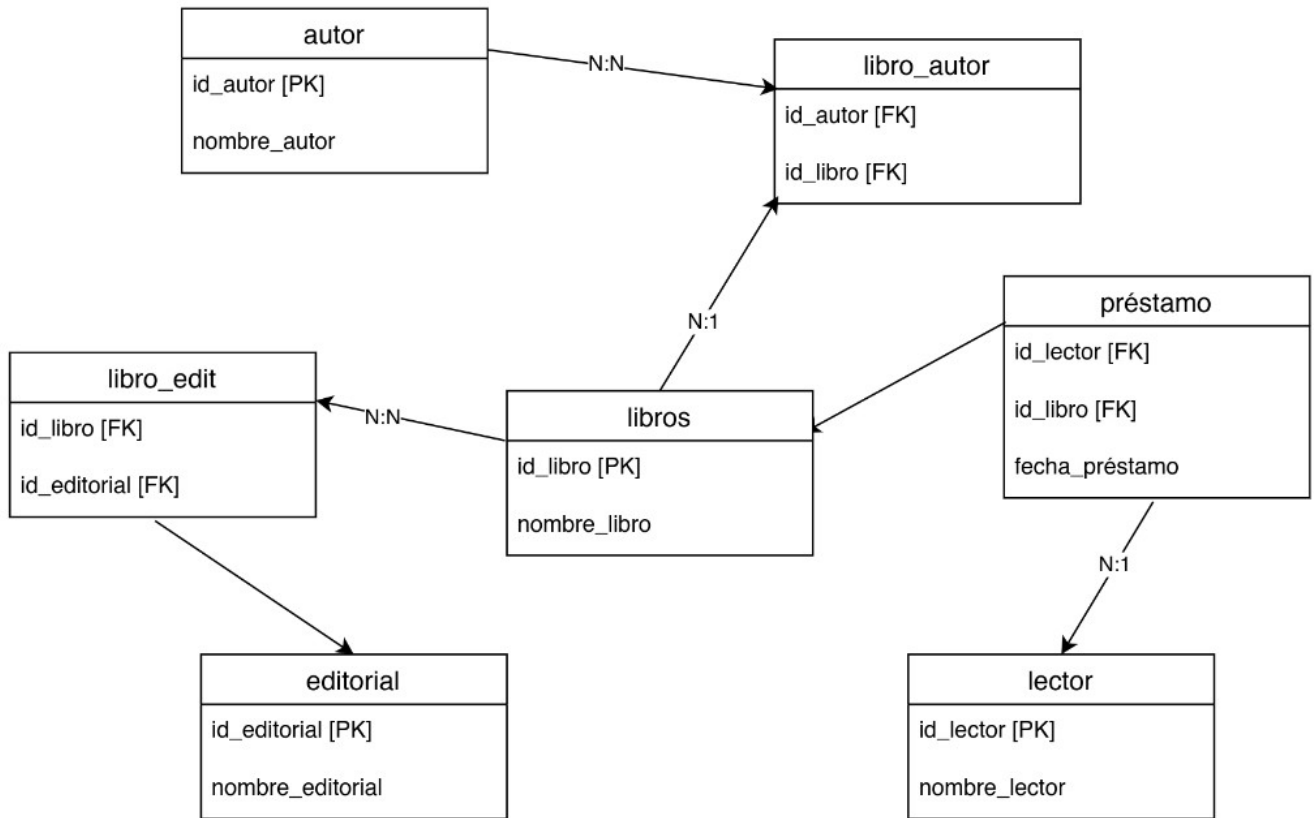 autor
id_autor [PK]
nombre_autor
N:N
libro_autor
id_autor [FK]
id_libro [FK]
N:1
préstamo
id_lector [FK]
id_libro [FK]
fecha_préstamo
libro_edit
id_libro [FK]
id_editorial [FK]
N:N
libros
id_libro [PK]
nombre_libro
N:1
editorial
id_editorial [PK]
nombre_editorial
lector
id_lector [PK]
nombre_lector